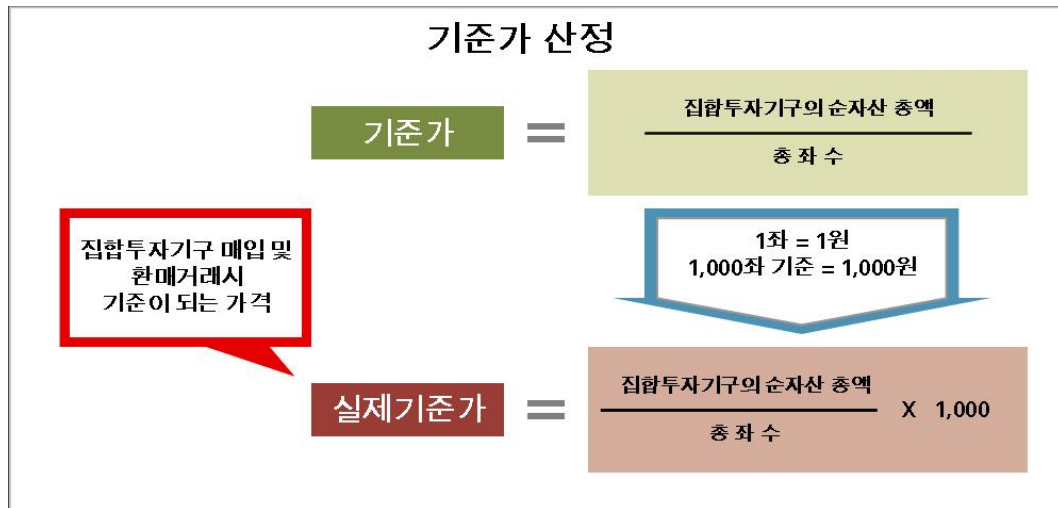 기준가 산정
기준가
=
집합투자기구의 순자산 총액
총 좌 수
집합투자기구 매입 및
환매거래시
기준이 되는 가격
1좌 = 1원
1,000좌 기준 = 1,000원
실제기준가
=
집합투자기구의 순자산 총액
총 좌 수
X 1,000